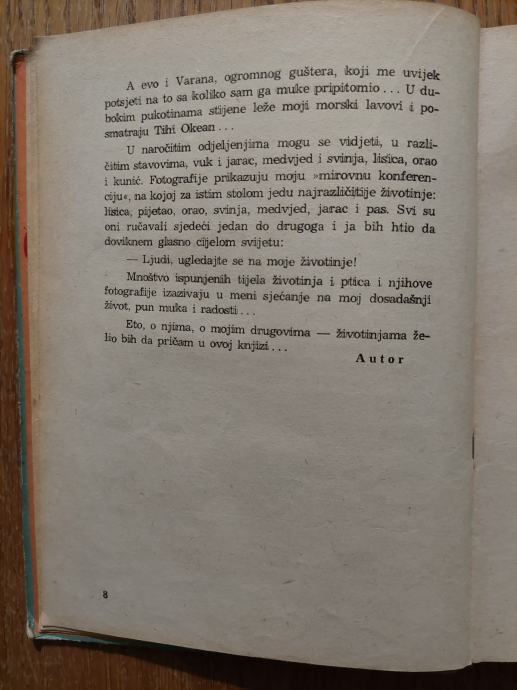 A evo i Varana, ogromnog guštera, koji me uvijek
potsjeti na to sa koliko sam ga muke pripitomio... U du-
bokim pukotinama stijene leže moji morski lavovi i po-
smatraju Tihi Okean...
U naročitim odjeljenjima mogu se vidjeti, u razli-
čitim stavovima, vuk i jarac, medvjed i svinja, lisica, orao
i kunić. Fotografije prikazuju moju »mirovnu konferen-
ciju«, na kojoj za istim stolom jedu najrazličitije životinje:
lisica, pijetao, orao, svinja, medvjed, jarac i pas. Svi su
oni ručavali sjedeći jedan do drugoga i ja bih htio da
doviknem glasno cijelom svijetu:
— Ljudi, ugledajte se na moje životinje!
Mnoštvo ispunjenih tijela životinja i ptica i njihove
fotografije izazivaju u meni sjećanje na moj dosadašnji
život, pun muka i radosti...
Eto, o njima, o mojim drugovima — životinjama že-
lio bih da pričam u ovoj knjizi...
Autor
8